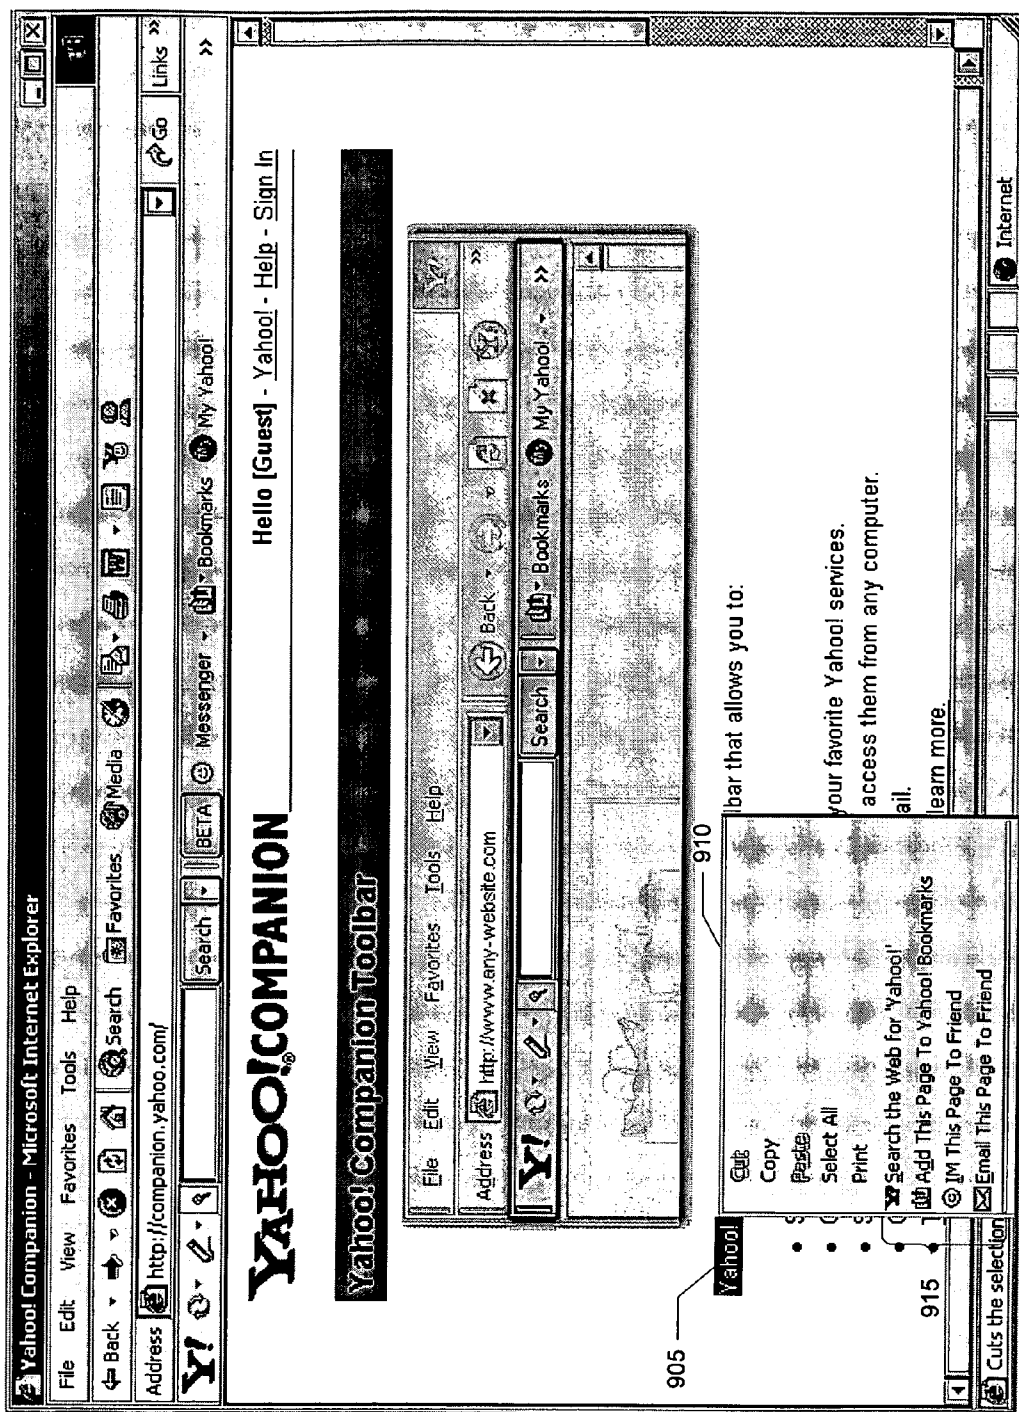 Yahoo! Companion - Microsoft Internet Explorer
File Edit View Favorites Tools Help
Back Search Favorites Media
Address http://companion.yahoo.com/ Go Links »
Y! Search BETA Messenger Bookmarks My Yahoo! »
Hello [Guest] - Yahoo! - Help - Sign In
YAHOO!® COMPANION
Yahoo! Companion Toolbar
File Edit View Favorites Tools Help
Address http://www.any-website.com Back »
Y! Search Bookmarks My Yahoo! »
905
Yahoo!
910
lbar that allows you to:
your favorite Yahoo! services.
access them from any computer.
ail.
learn more.
Cut
Copy
Paste
Select All
Print
Search the Web for 'Yahoo!'
Add This Page To Yahoo! Bookmarks
IM This Page To Friend
Email This Page To Friend
915
Cuts the selection
Internet